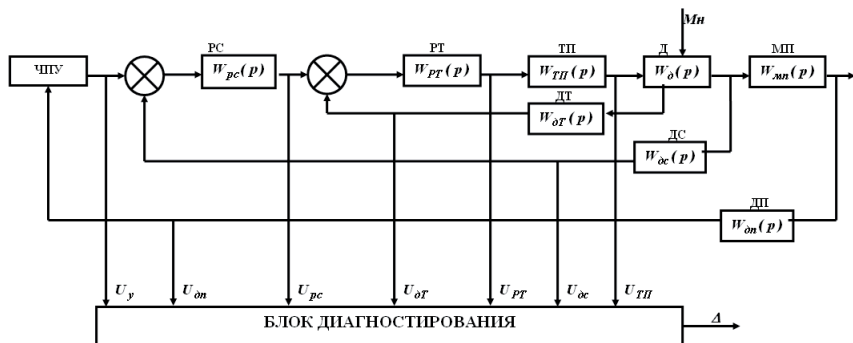 Мн
РС РТ ТП Д МП
ЧПУ Wрс(p) WРТ(p) WТП(p) Wд(p) Wмп(p)
ДТ
WдТ(p)
ДС
Wдс(p)
ДП
Wдп(p)
Uу Uдп Uрс UдТ UРТ Uдс UТП
БЛОК ДИАГНОСТИРОВАНИЯ Δ